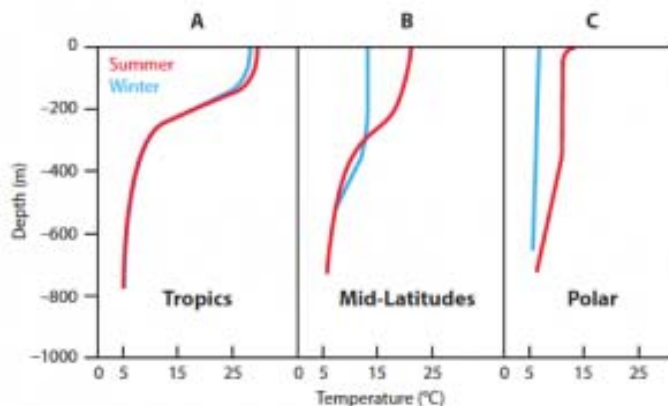 A B C
0
Summer
Winter
−200
−400
−600
−800
−1000
Depth (m)
Tropics Mid-Latitudes Polar
0 5 15 25 0 5 15 25 0 5 15 25
Temperature (°C)